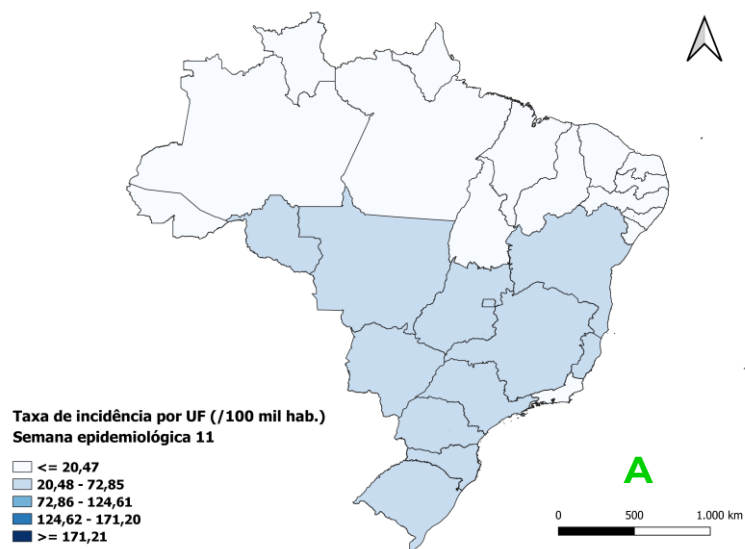 Taxa de incidência por UF (/100 mil hab.)
Semana epidemiológica 11
<= 20,47
20,48 - 72,85
72,86 - 124,61
124,62 - 171,20
>= 171,21
A
0 500 1.000 km